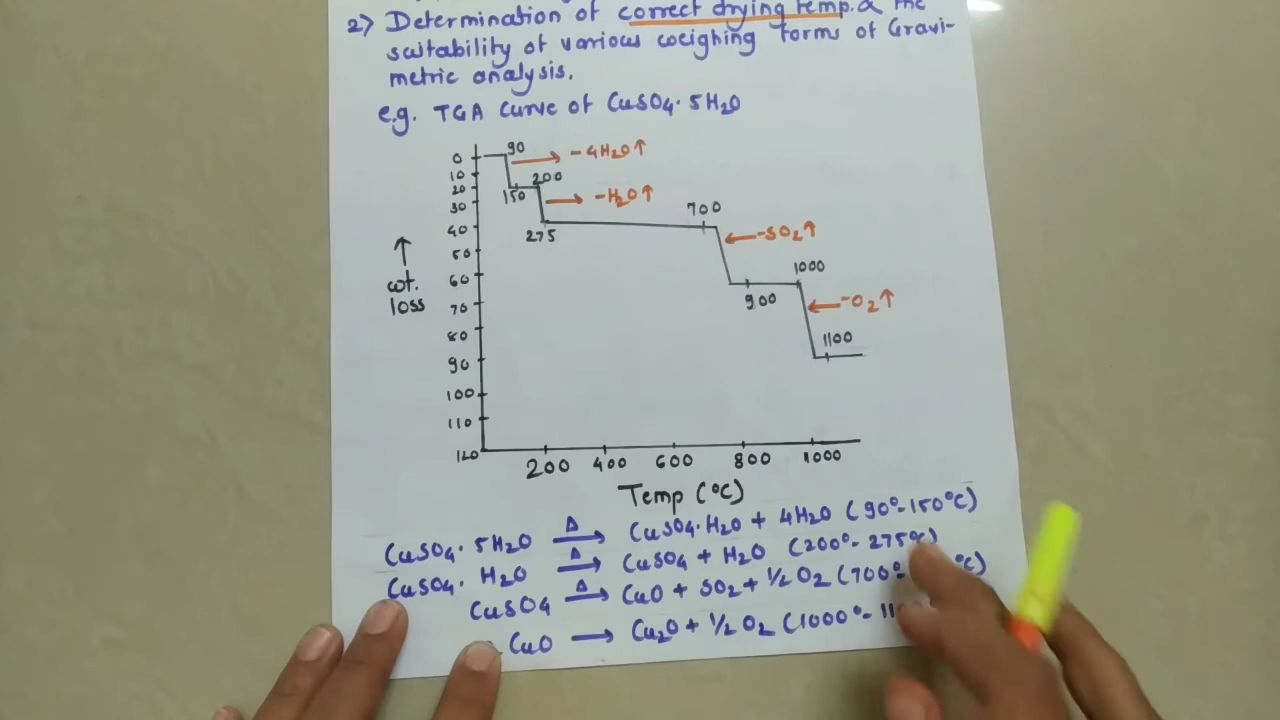 2) Determination of correct drying temp. & the
suitability of various weighing forms of Gravi-
metric analysis.
e.g. TGA Curve of CuSO4·5H2O
90
0
-4H2O↑
10
200
20
150
-H2O↑
30
700
40
275
-SO2↑
50
60
1000
wt.
loss
900
-O2↑
70
80
1100
90
100
110
120
200 400 600 800 1000
Temp (°C)
CuSO4·5H2O Δ→ CuSO4·H2O + 4H2O (90°-150°C)
CuSO4·H2O Δ→ CuSO4 + H2O (200°-275°C)
CuSO4 Δ→ CuO + SO2 + ½ O2 (700°- °C)
CuO → Cu2O + ½ O2 (1000°-